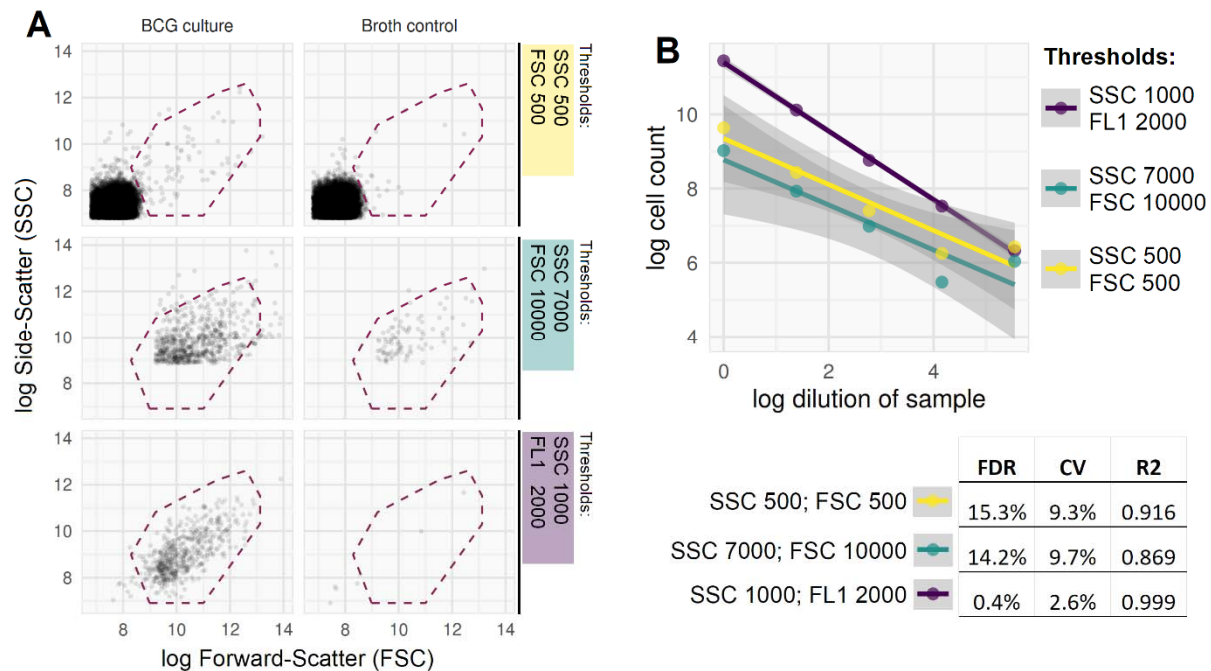 A
BCG culture
Broth control
14
12
10
8
Thresholds:
SSC 500
FSC 500
14
12
10
8
Thresholds:
SSC 7000
FSC 10000
14
12
10
8
Thresholds:
SSC 1000
FL1 2000
8 10 12 14 8 10 12 14
log Side-Scatter (SSC)
log Forward-Scatter (FSC)
B
10
8
6
4
0 2 4
log cell count
log dilution of sample
Thresholds:
SSC 1000
FL1 2000
SSC 7000
FSC 10000
SSC 500
FSC 500
FDR CV R2
SSC 500; FSC 500 15.3% 9.3% 0.916
SSC 7000; FSC 10000 14.2% 9.7% 0.869
SSC 1000; FL1 2000 0.4% 2.6% 0.999